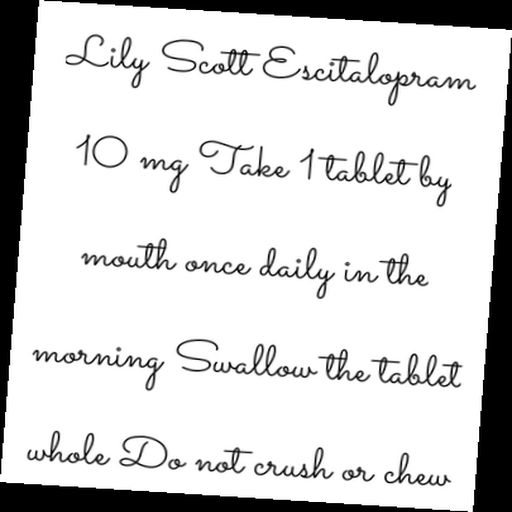 Lily Scott Escitalopram
10 mg Take 1 tablet by
mouth once daily in the
morning Swallow the tablet
whole Do not crush or chew